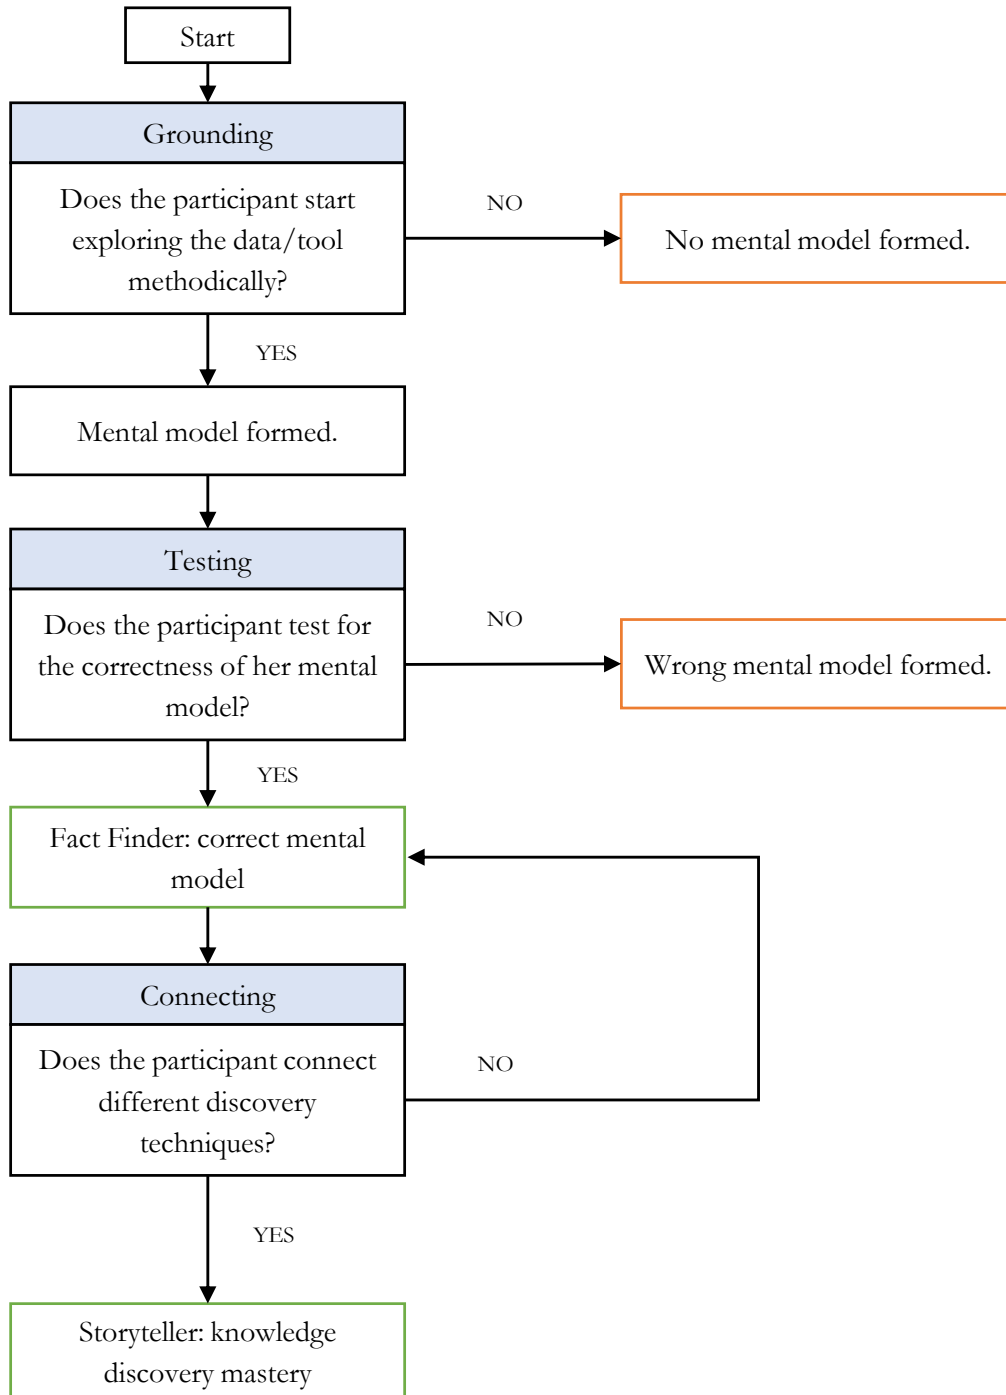 Start
Grounding
Does the participant start
exploring the data/tool
methodically?
NO
No mental model formed.
YES
Mental model formed.
Testing
Does the participant test for
the correctness of her mental
model?
NO
Wrong mental model formed.
YES
Fact Finder: correct mental
model
Connecting
Does the participant connect
different discovery
techniques?
NO
YES
Storyteller: knowledge
discovery mastery